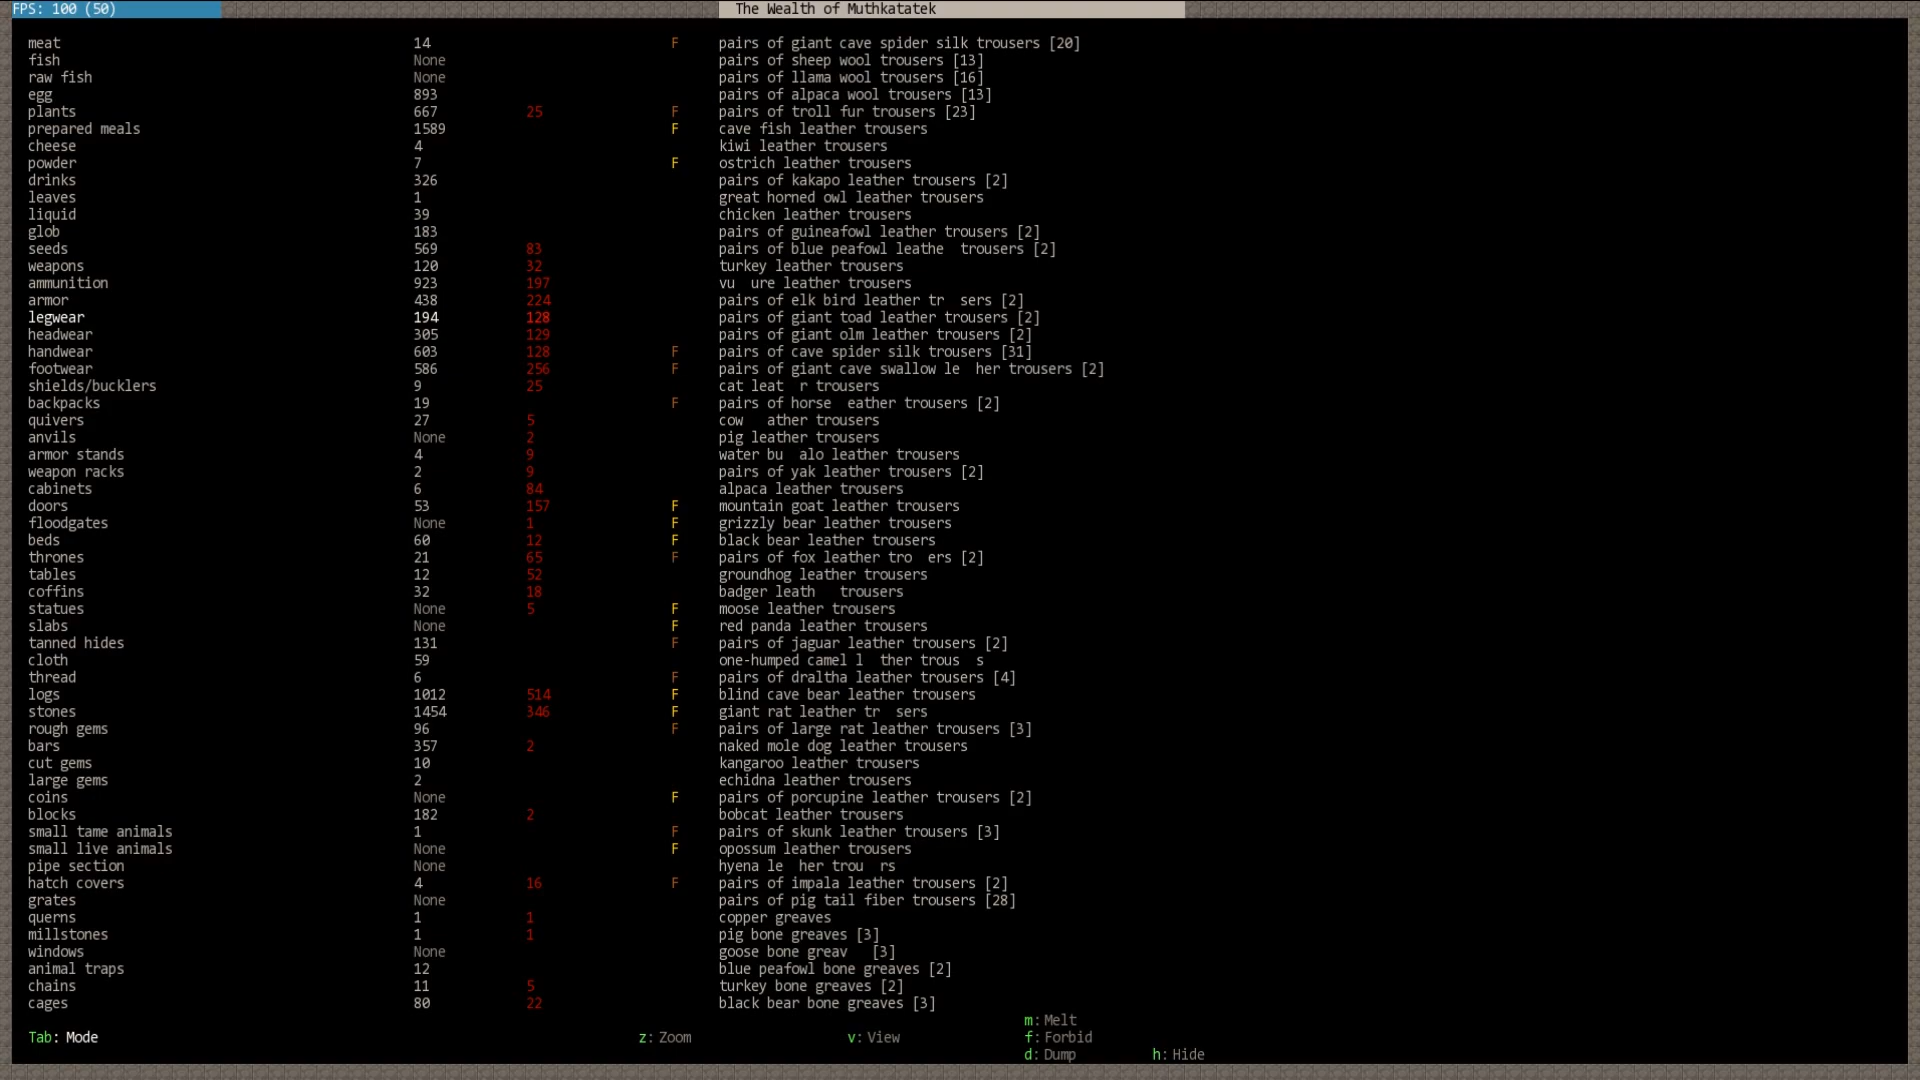 FPS: 100 (50) The Wealth of Muthkatatek
meat 14 F pairs of giant cave spider silk trousers [20]
fish None pairs of sheep wool trousers [13]
raw fish None pairs of llama wool trousers [16]
egg 893 pairs of alpaca wool trousers [13]
plants 667 25 F pairs of troll fur trousers [23]
prepared meals 1589 F cave fish leather trousers
cheese 4 kiwi leather trousers
powder 7 F ostrich leather trousers
drinks 326 pairs of kakapo leather trousers [2]
leaves 1 great horned owl leather trousers
liquid 39 chicken leather trousers
glob 183 pairs of guineafowl leather trousers [2]
seeds 569 83 pairs of blue peafowl leathe trousers [2]
weapons 120 32 turkey leather trousers
ammunition 923 197 vu ure leather trousers
armor 438 224 pairs of elk bird leather tr sers [2]
legwear 194 128 pairs of giant toad leather trousers [2]
headwear 305 129 pairs of giant olm leather trousers [2]
handwear 603 128 F pairs of cave spider silk trousers [31]
footwear 586 256 F pairs of giant cave swallow le her trousers [2]
shields/bucklers 9 25 cat leat r trousers
backpacks 19 F pairs of horse eather trousers [2]
quivers 27 5 cow ather trousers
anvils None 2 pig leather trousers
armor stands 4 9 water bu alo leather trousers
weapon racks 2 9 pairs of yak leather trousers [2]
cabinets 6 84 alpaca leather trousers
doors 53 157 F mountain goat leather trousers
floodgates None 1 F grizzly bear leather trousers
beds 60 12 F black bear leather trousers
thrones 21 65 F pairs of fox leather tro ers [2]
tables 12 52 groundhog leather trousers
coffins 32 18 badger leath trousers
statues None 5 F moose leather trousers
slabs None F red panda leather trousers
tanned hides 131 F pairs of jaguar leather trousers [2]
cloth 59 one-humped camel l ther trous s
thread 6 F pairs of draltha leather trousers [4]
logs 1012 514 F blind cave bear leather trousers
stones 1454 346 F giant rat leather tr sers
rough gems 96 F pairs of large rat leather trousers [3]
bars 357 2 naked mole dog leather trousers
cut gems 10 kangaroo leather trousers
large gems 2 echidna leather trousers
coins None F pairs of porcupine leather trousers [2]
blocks 182 2 bobcat leather trousers
small tame animals 1 F pairs of skunk leather trousers [3]
small live animals None F opossum leather trousers
pipe section None hyena le her trou rs
hatch covers 4 16 F pairs of impala leather trousers [2]
grates None pairs of pig tail fiber trousers [28]
querns 1 1 copper greaves
millstones 1 1 pig bone greaves [3]
windows None goose bone greav [3]
animal traps 12 blue peafowl bone greaves [2]
chains 11 5 turkey bone greaves [2]
cages 80 22 black bear bone greaves [3]
m: Melt
Tab: Mode z: Zoom v: View f: Forbid
d: Dump h: Hide